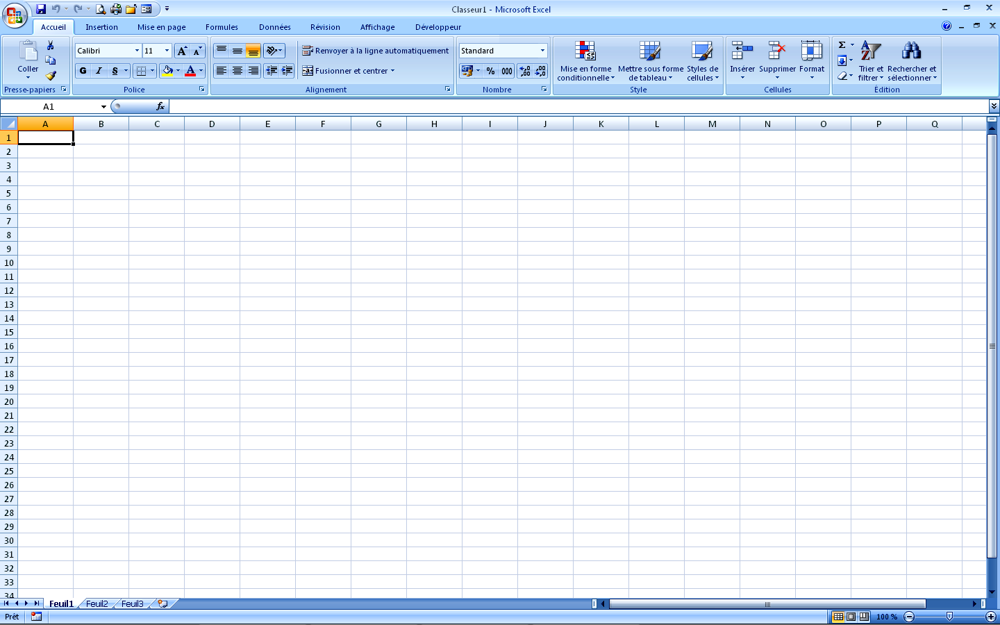 Classeur1 - Microsoft Excel
Accueil Insertion Mise en page Formules Données Révision Affichage Développeur
Coller
Presse-papiers
Calibri 11 A A
G I S A
Police
Renvoyer à la ligne automatiquement
Fusionner et centrer
Alignement
Standard
% 000 ,00 ,00
Nombre
Mise en forme conditionnelle
Mettre sous forme de tableau
Styles de cellules
Style
Insérer Supprimer Format
Cellules
Σ
Trier et filtrer
Rechercher et sélectionner
Édition
A1 fx
A B C D E F G H I J K L M N O P Q
1
2
3
4
5
6
7
8
9
10
11
12
13
14
15
16
17
18
19
20
21
22
23
24
25
26
27
28
29
30
31
32
33
34
Feuil1 Feuil2 Feuil3
Prêt 100 %